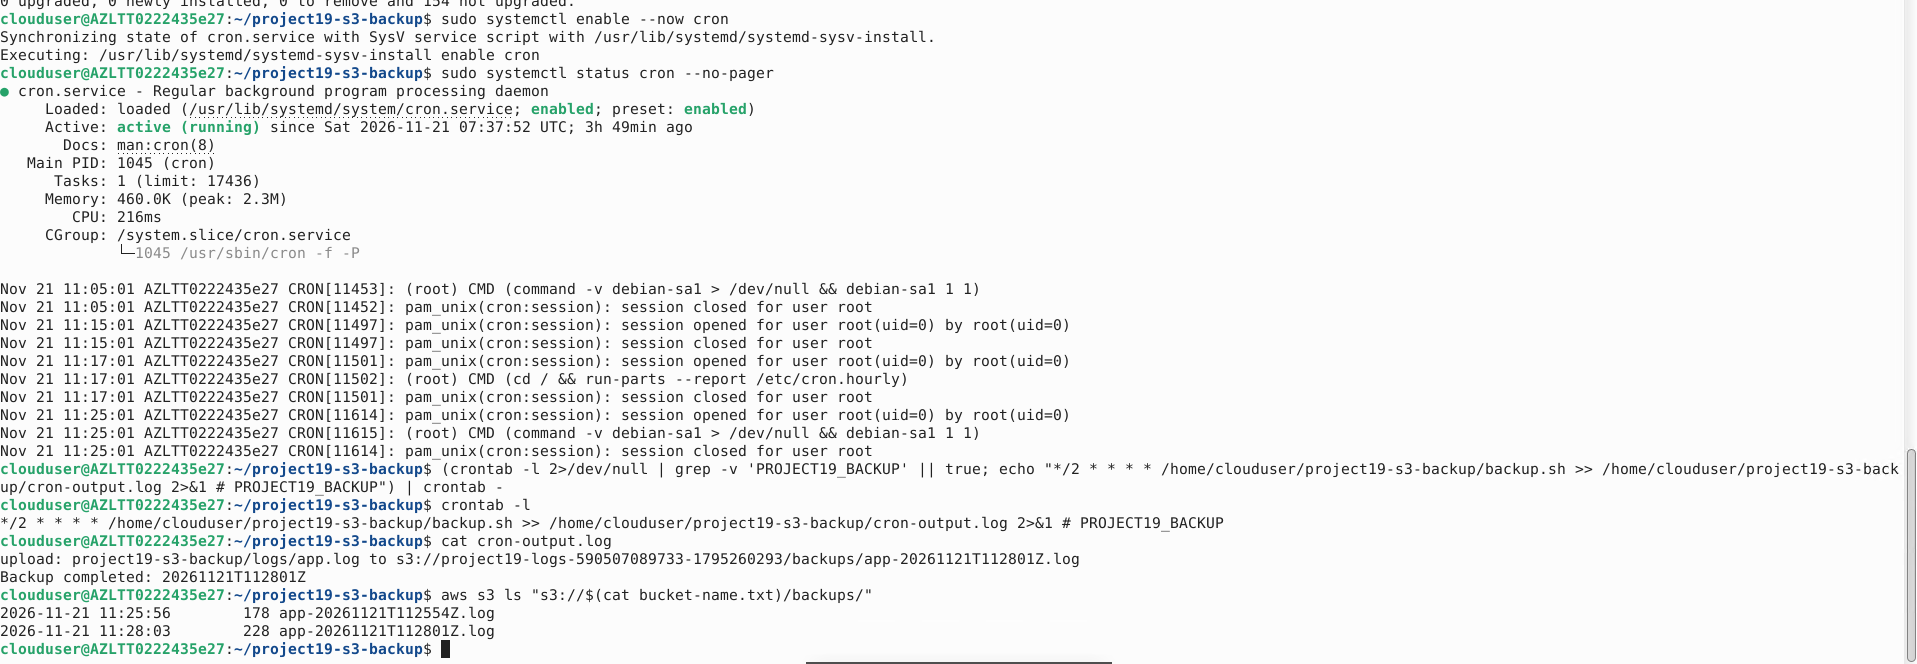 0 upgraded, 0 newly installed, 0 to remove and 154 not upgraded.
clouduser@AZLTT0222435e27:~/project19-s3-backup$ sudo systemctl enable --now cron
Synchronizing state of cron.service with SysV service script with /usr/lib/systemd/systemd-sysv-install.
Executing: /usr/lib/systemd/systemd-sysv-install enable cron
clouduser@AZLTT0222435e27:~/project19-s3-backup$ sudo systemctl status cron --no-pager
● cron.service - Regular background program processing daemon
     Loaded: loaded (/usr/lib/systemd/system/cron.service; enabled; preset: enabled)
     Active: active (running) since Sat 2026-11-21 07:37:52 UTC; 3h 49min ago
       Docs: man:cron(8)
   Main PID: 1045 (cron)
      Tasks: 1 (limit: 17436)
     Memory: 460.0K (peak: 2.3M)
        CPU: 216ms
     CGroup: /system.slice/cron.service
             └─1045 /usr/sbin/cron -f -P

Nov 21 11:05:01 AZLTT0222435e27 CRON[11453]: (root) CMD (command -v debian-sa1 > /dev/null && debian-sa1 1 1)
Nov 21 11:05:01 AZLTT0222435e27 CRON[11452]: pam_unix(cron:session): session closed for user root
Nov 21 11:15:01 AZLTT0222435e27 CRON[11497]: pam_unix(cron:session): session opened for user root(uid=0) by root(uid=0)
Nov 21 11:15:01 AZLTT0222435e27 CRON[11497]: pam_unix(cron:session): session closed for user root
Nov 21 11:17:01 AZLTT0222435e27 CRON[11501]: pam_unix(cron:session): session opened for user root(uid=0) by root(uid=0)
Nov 21 11:17:01 AZLTT0222435e27 CRON[11502]: (root) CMD (cd / && run-parts --report /etc/cron.hourly)
Nov 21 11:17:01 AZLTT0222435e27 CRON[11501]: pam_unix(cron:session): session closed for user root
Nov 21 11:25:01 AZLTT0222435e27 CRON[11614]: pam_unix(cron:session): session opened for user root(uid=0) by root(uid=0)
Nov 21 11:25:01 AZLTT0222435e27 CRON[11615]: (root) CMD (command -v debian-sa1 > /dev/null && debian-sa1 1 1)
Nov 21 11:25:01 AZLTT0222435e27 CRON[11614]: pam_unix(cron:session): session closed for user root
clouduser@AZLTT0222435e27:~/project19-s3-backup$ (crontab -l 2>/dev/null | grep -v 'PROJECT19_BACKUP' || true; echo "*/2 * * * * /home/clouduser/project19-s3-backup/backup.sh >> /home/clouduser/project19-s3-back
up/cron-output.log 2>&1 # PROJECT19_BACKUP") | crontab -
clouduser@AZLTT0222435e27:~/project19-s3-backup$ crontab -l
*/2 * * * * /home/clouduser/project19-s3-backup/backup.sh >> /home/clouduser/project19-s3-backup/cron-output.log 2>&1 # PROJECT19_BACKUP
clouduser@AZLTT0222435e27:~/project19-s3-backup$ cat cron-output.log
upload: project19-s3-backup/logs/app.log to s3://project19-logs-590507089733-1795260293/backups/app-20261121T112801Z.log
Backup completed: 20261121T112801Z
clouduser@AZLTT0222435e27:~/project19-s3-backup$ aws s3 ls "s3://$(cat bucket-name.txt)/backups/"
2026-11-21 11:25:56        178 app-20261121T112554Z.log
2026-11-21 11:28:03        228 app-20261121T112801Z.log
clouduser@AZLTT0222435e27:~/project19-s3-backup$